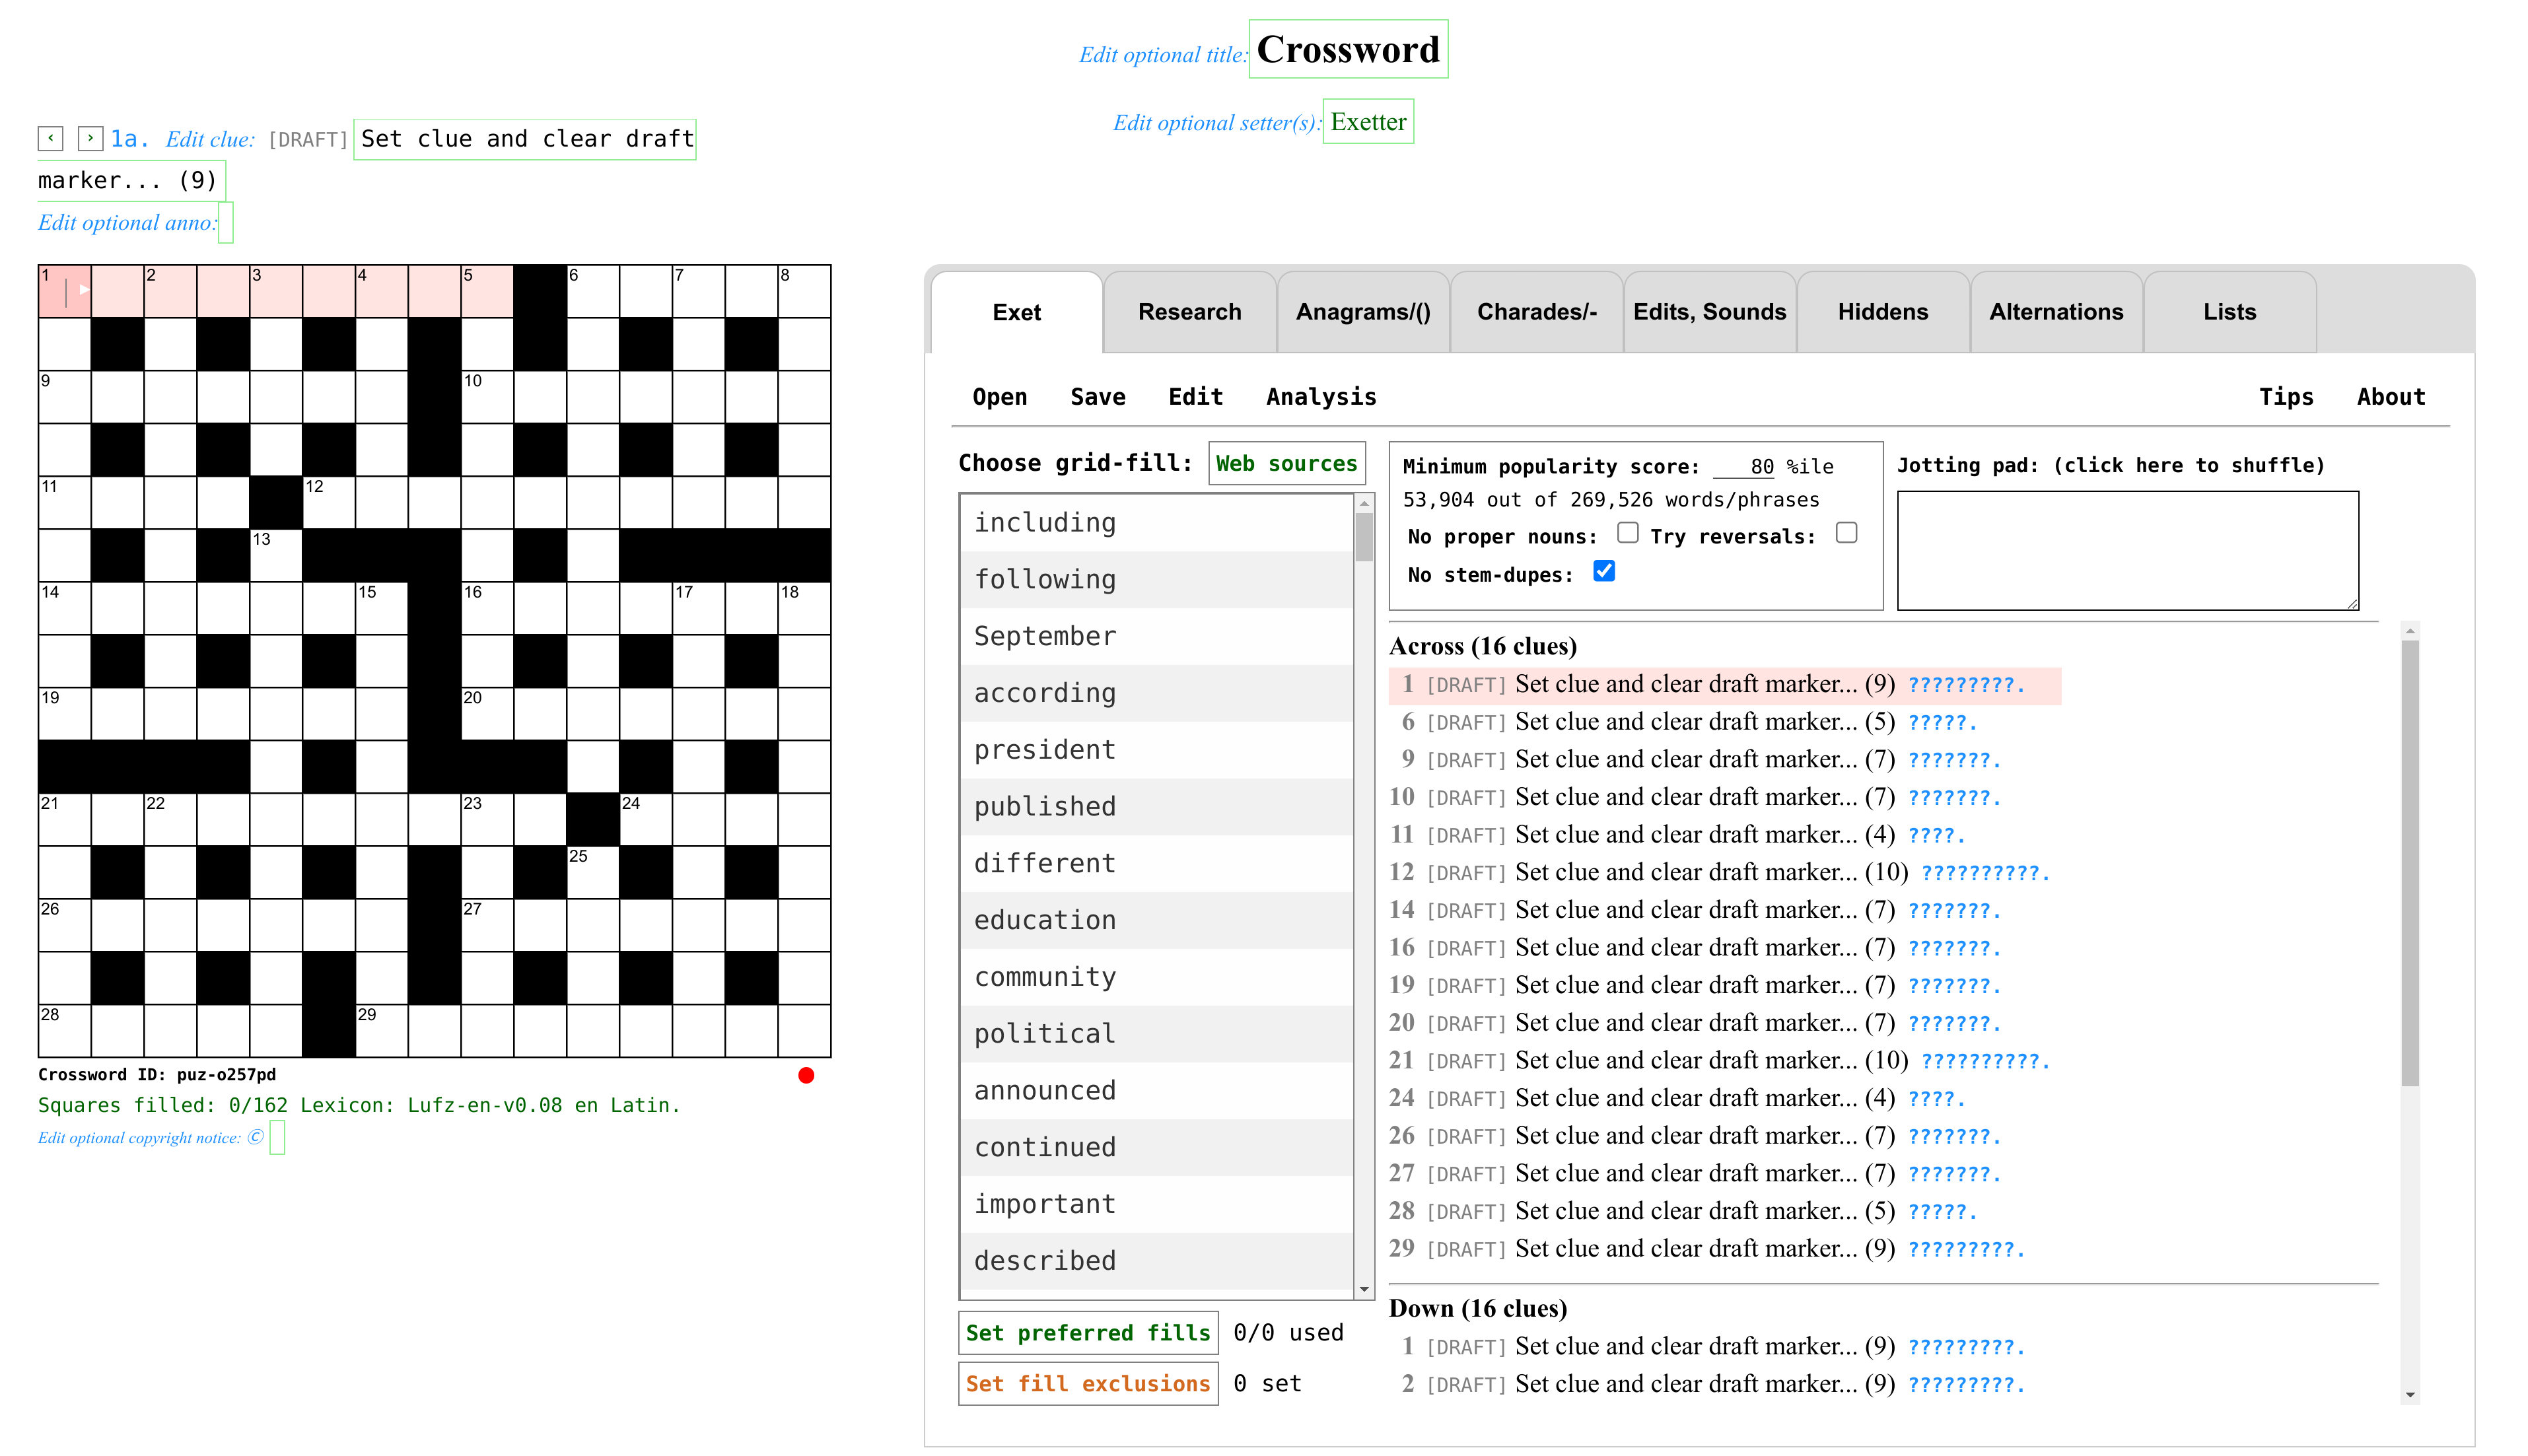 Edit optional title: Crossword
Edit optional setter(s): Exetter
‹ › 1a. Edit clue: [DRAFT] Set clue and clear draft
marker... (9)
Edit optional anno:
1 2 3 4 5 6 7 8
9 10
11 12
13
14 15 16 17 18
19 20
21 22 23 24
25
26 27
28 29
Crossword ID: puz-o257pd
Squares filled: 0/162 Lexicon: Lufz-en-v0.08 en Latin.
Edit optional copyright notice: ©
Exet Research Anagrams/() Charades/- Edits, Sounds Hiddens Alternations Lists
Open Save Edit Analysis Tips About
Choose grid-fill: Web sources
including
following
September
according
president
published
different
education
community
political
announced
continued
important
described
Set preferred fills 0/0 used
Set fill exclusions 0 set
Minimum popularity score: 80 %ile
53,904 out of 269,526 words/phrases
No proper nouns: Try reversals:
No stem-dupes:
Jotting pad: (click here to shuffle)
Across (16 clues)
1 [DRAFT] Set clue and clear draft marker... (9) ?????????.
6 [DRAFT] Set clue and clear draft marker... (5) ?????.
9 [DRAFT] Set clue and clear draft marker... (7) ???????.
10 [DRAFT] Set clue and clear draft marker... (7) ???????.
11 [DRAFT] Set clue and clear draft marker... (4) ????.
12 [DRAFT] Set clue and clear draft marker... (10) ??????????.
14 [DRAFT] Set clue and clear draft marker... (7) ???????.
16 [DRAFT] Set clue and clear draft marker... (7) ???????.
19 [DRAFT] Set clue and clear draft marker... (7) ???????.
20 [DRAFT] Set clue and clear draft marker... (7) ???????.
21 [DRAFT] Set clue and clear draft marker... (10) ??????????.
24 [DRAFT] Set clue and clear draft marker... (4) ????.
26 [DRAFT] Set clue and clear draft marker... (7) ???????.
27 [DRAFT] Set clue and clear draft marker... (7) ???????.
28 [DRAFT] Set clue and clear draft marker... (5) ?????.
29 [DRAFT] Set clue and clear draft marker... (9) ?????????.
Down (16 clues)
1 [DRAFT] Set clue and clear draft marker... (9) ?????????.
2 [DRAFT] Set clue and clear draft marker... (9) ?????????.